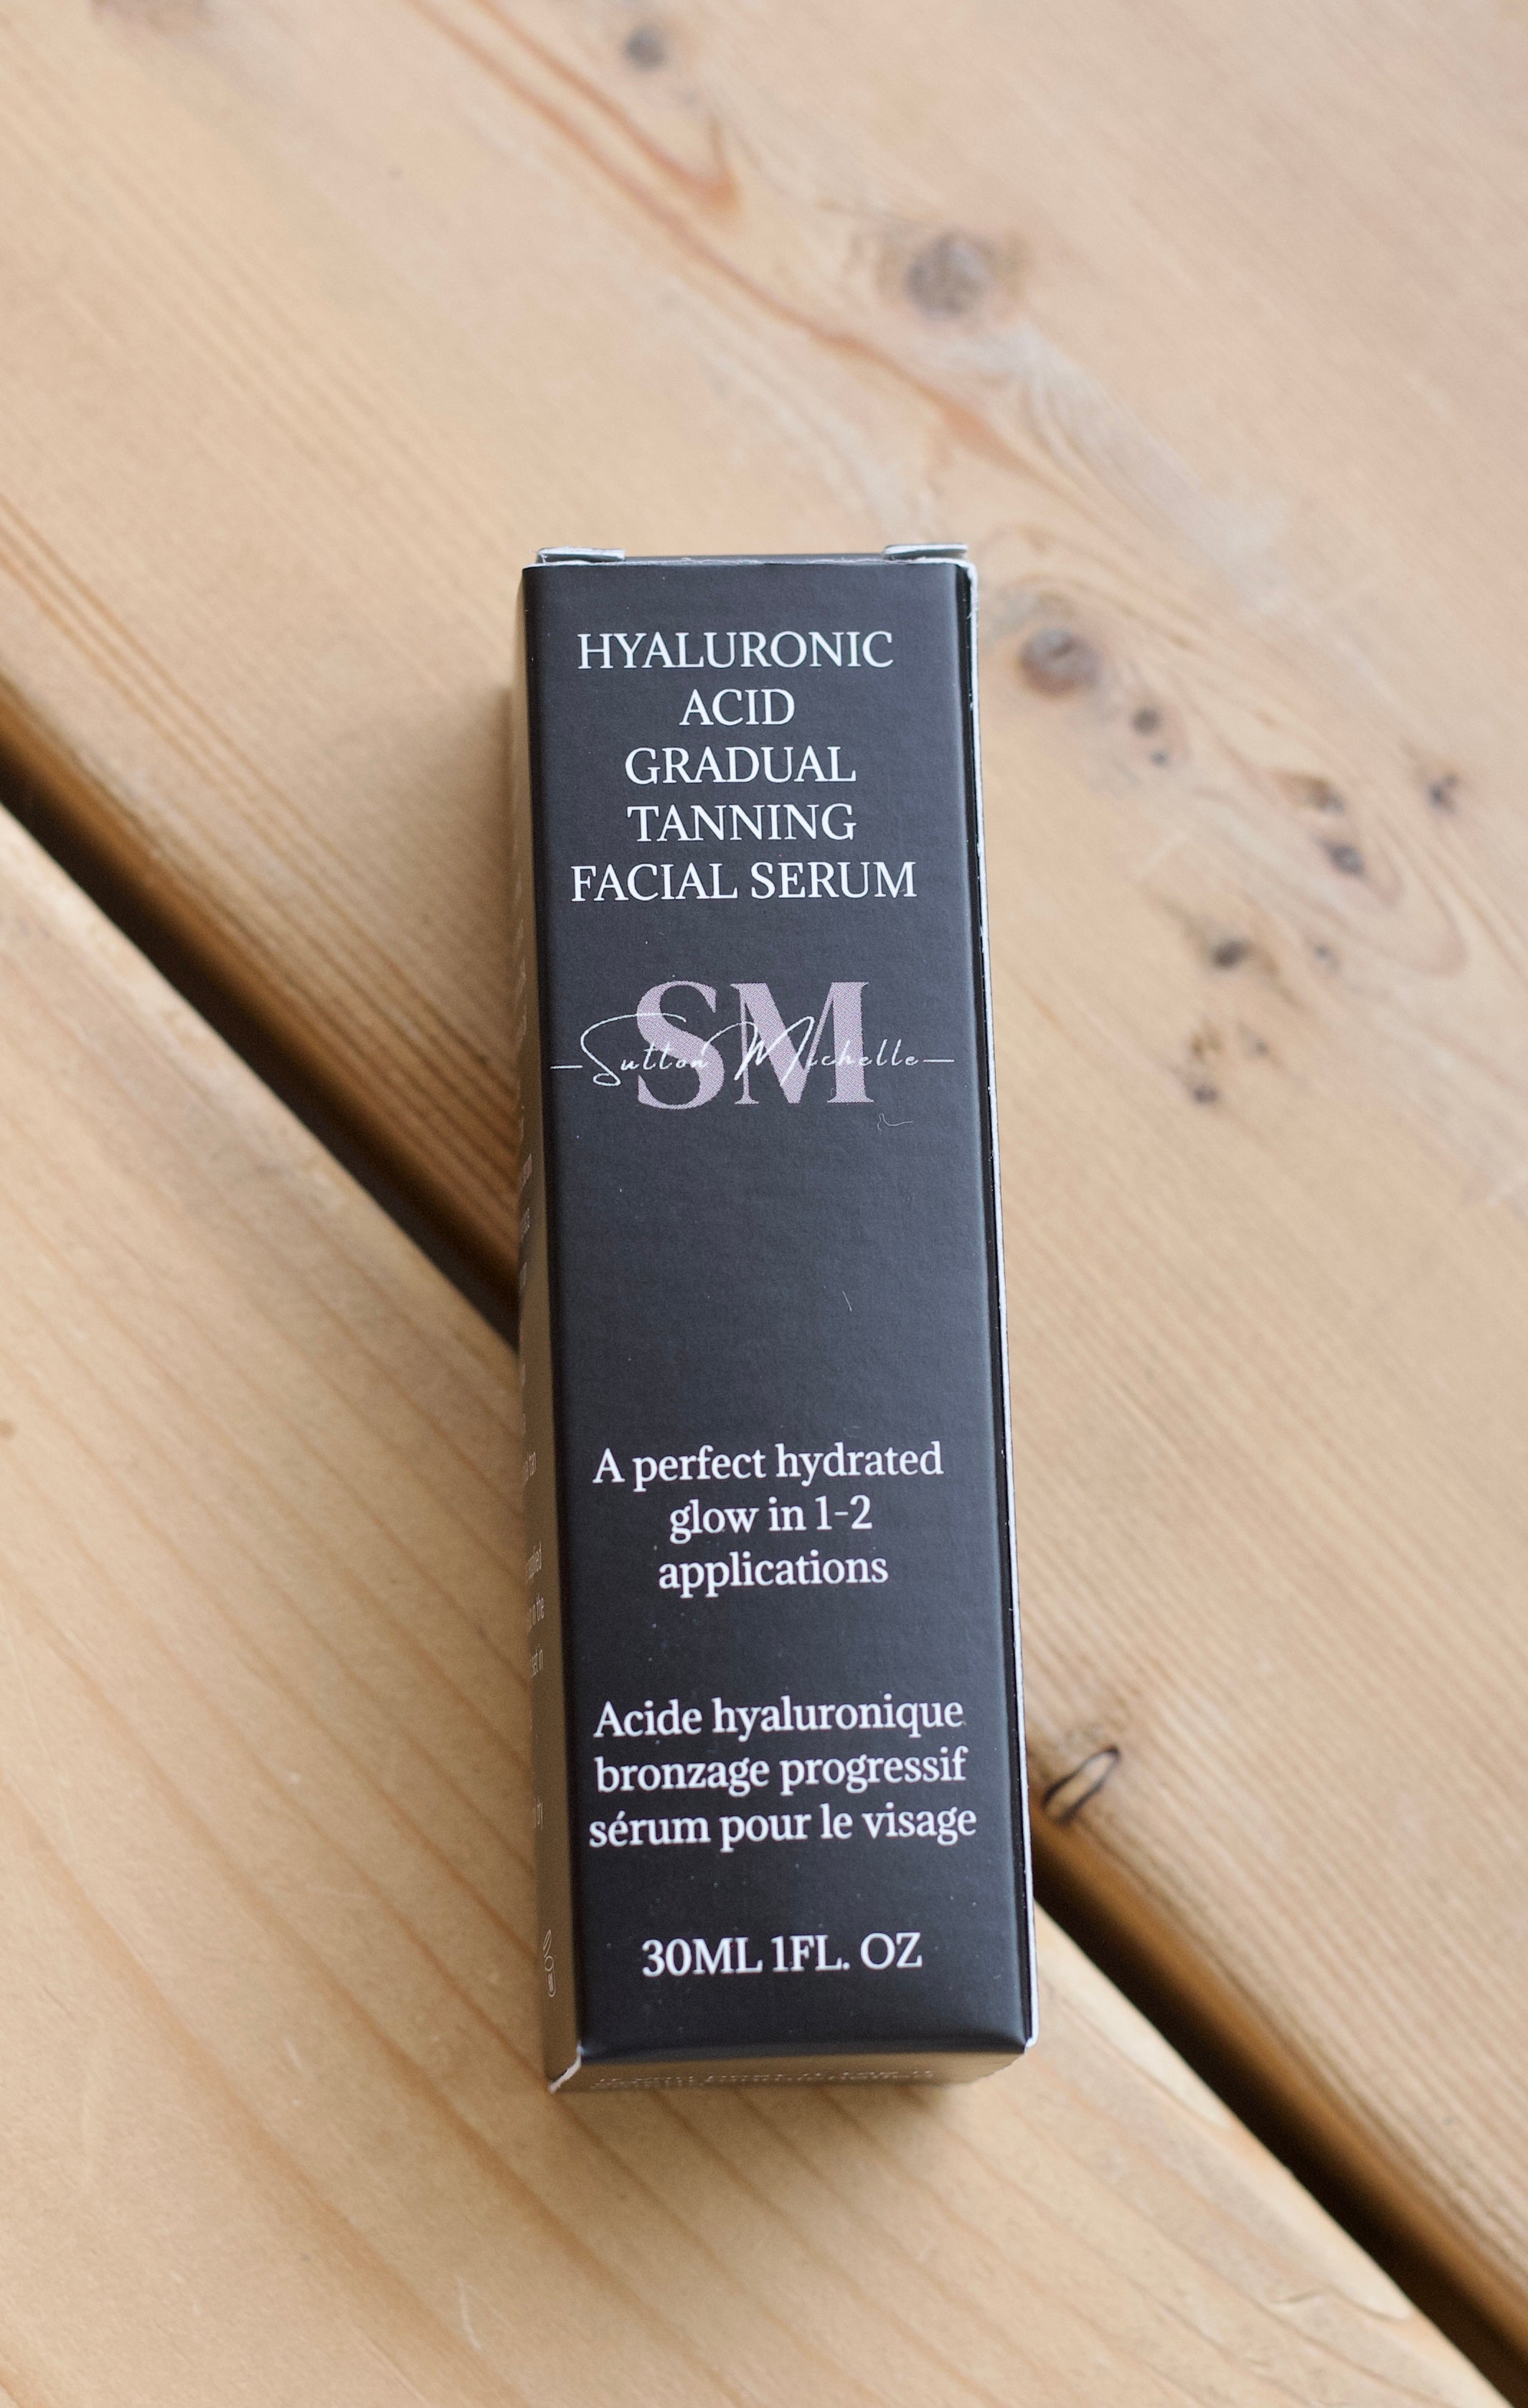 HYALURONIC
ACID
GRADUAL
TANNING
FACIAL SERUM
SM
Sutton Michelle
A perfect hydrated
glow in 1-2
applications
Acide hyaluronique
bronzage progressif
sérum pour le visage
30ML 1FL. OZ